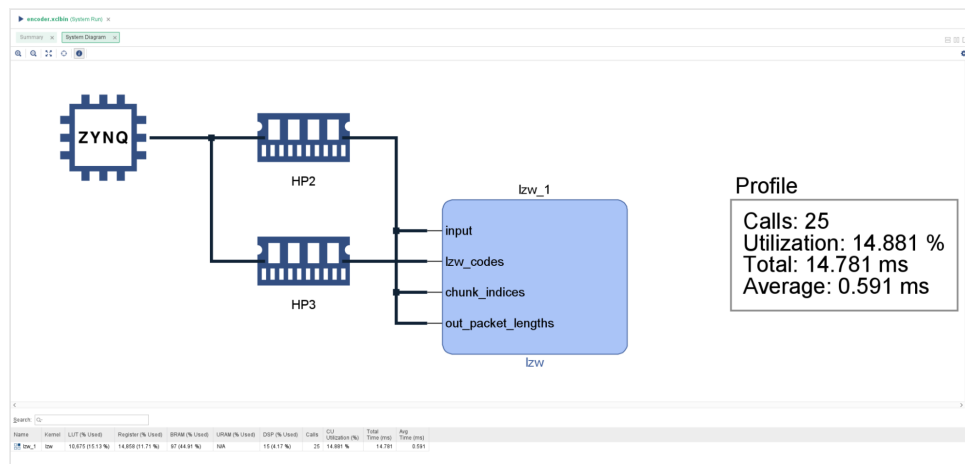 encoder.xclbin (System Run) ×
Summary × System Diagram ×
ZYNQ
HP2
lzw_1
input
lzw_codes
chunk_indices
out_packet_lengths
lzw
HP3
Profile
Calls: 25
Utilization: 14.881 %
Total: 14.781 ms
Average: 0.591 ms
Search:
Name Kernel LUT (% Used) Register (% Used) BRAM (% Used) URAM (% Used) DSP (% Used) Calls CU Utilization (%) Total Time (ms) Avg Time (ms)
lzw_1 lzw 10,675 (15.13 %) 14,858 (11.71 %) 97 (44.91 %) N/A 15 (4.17 %) 25 14.881 % 14.781 0.591